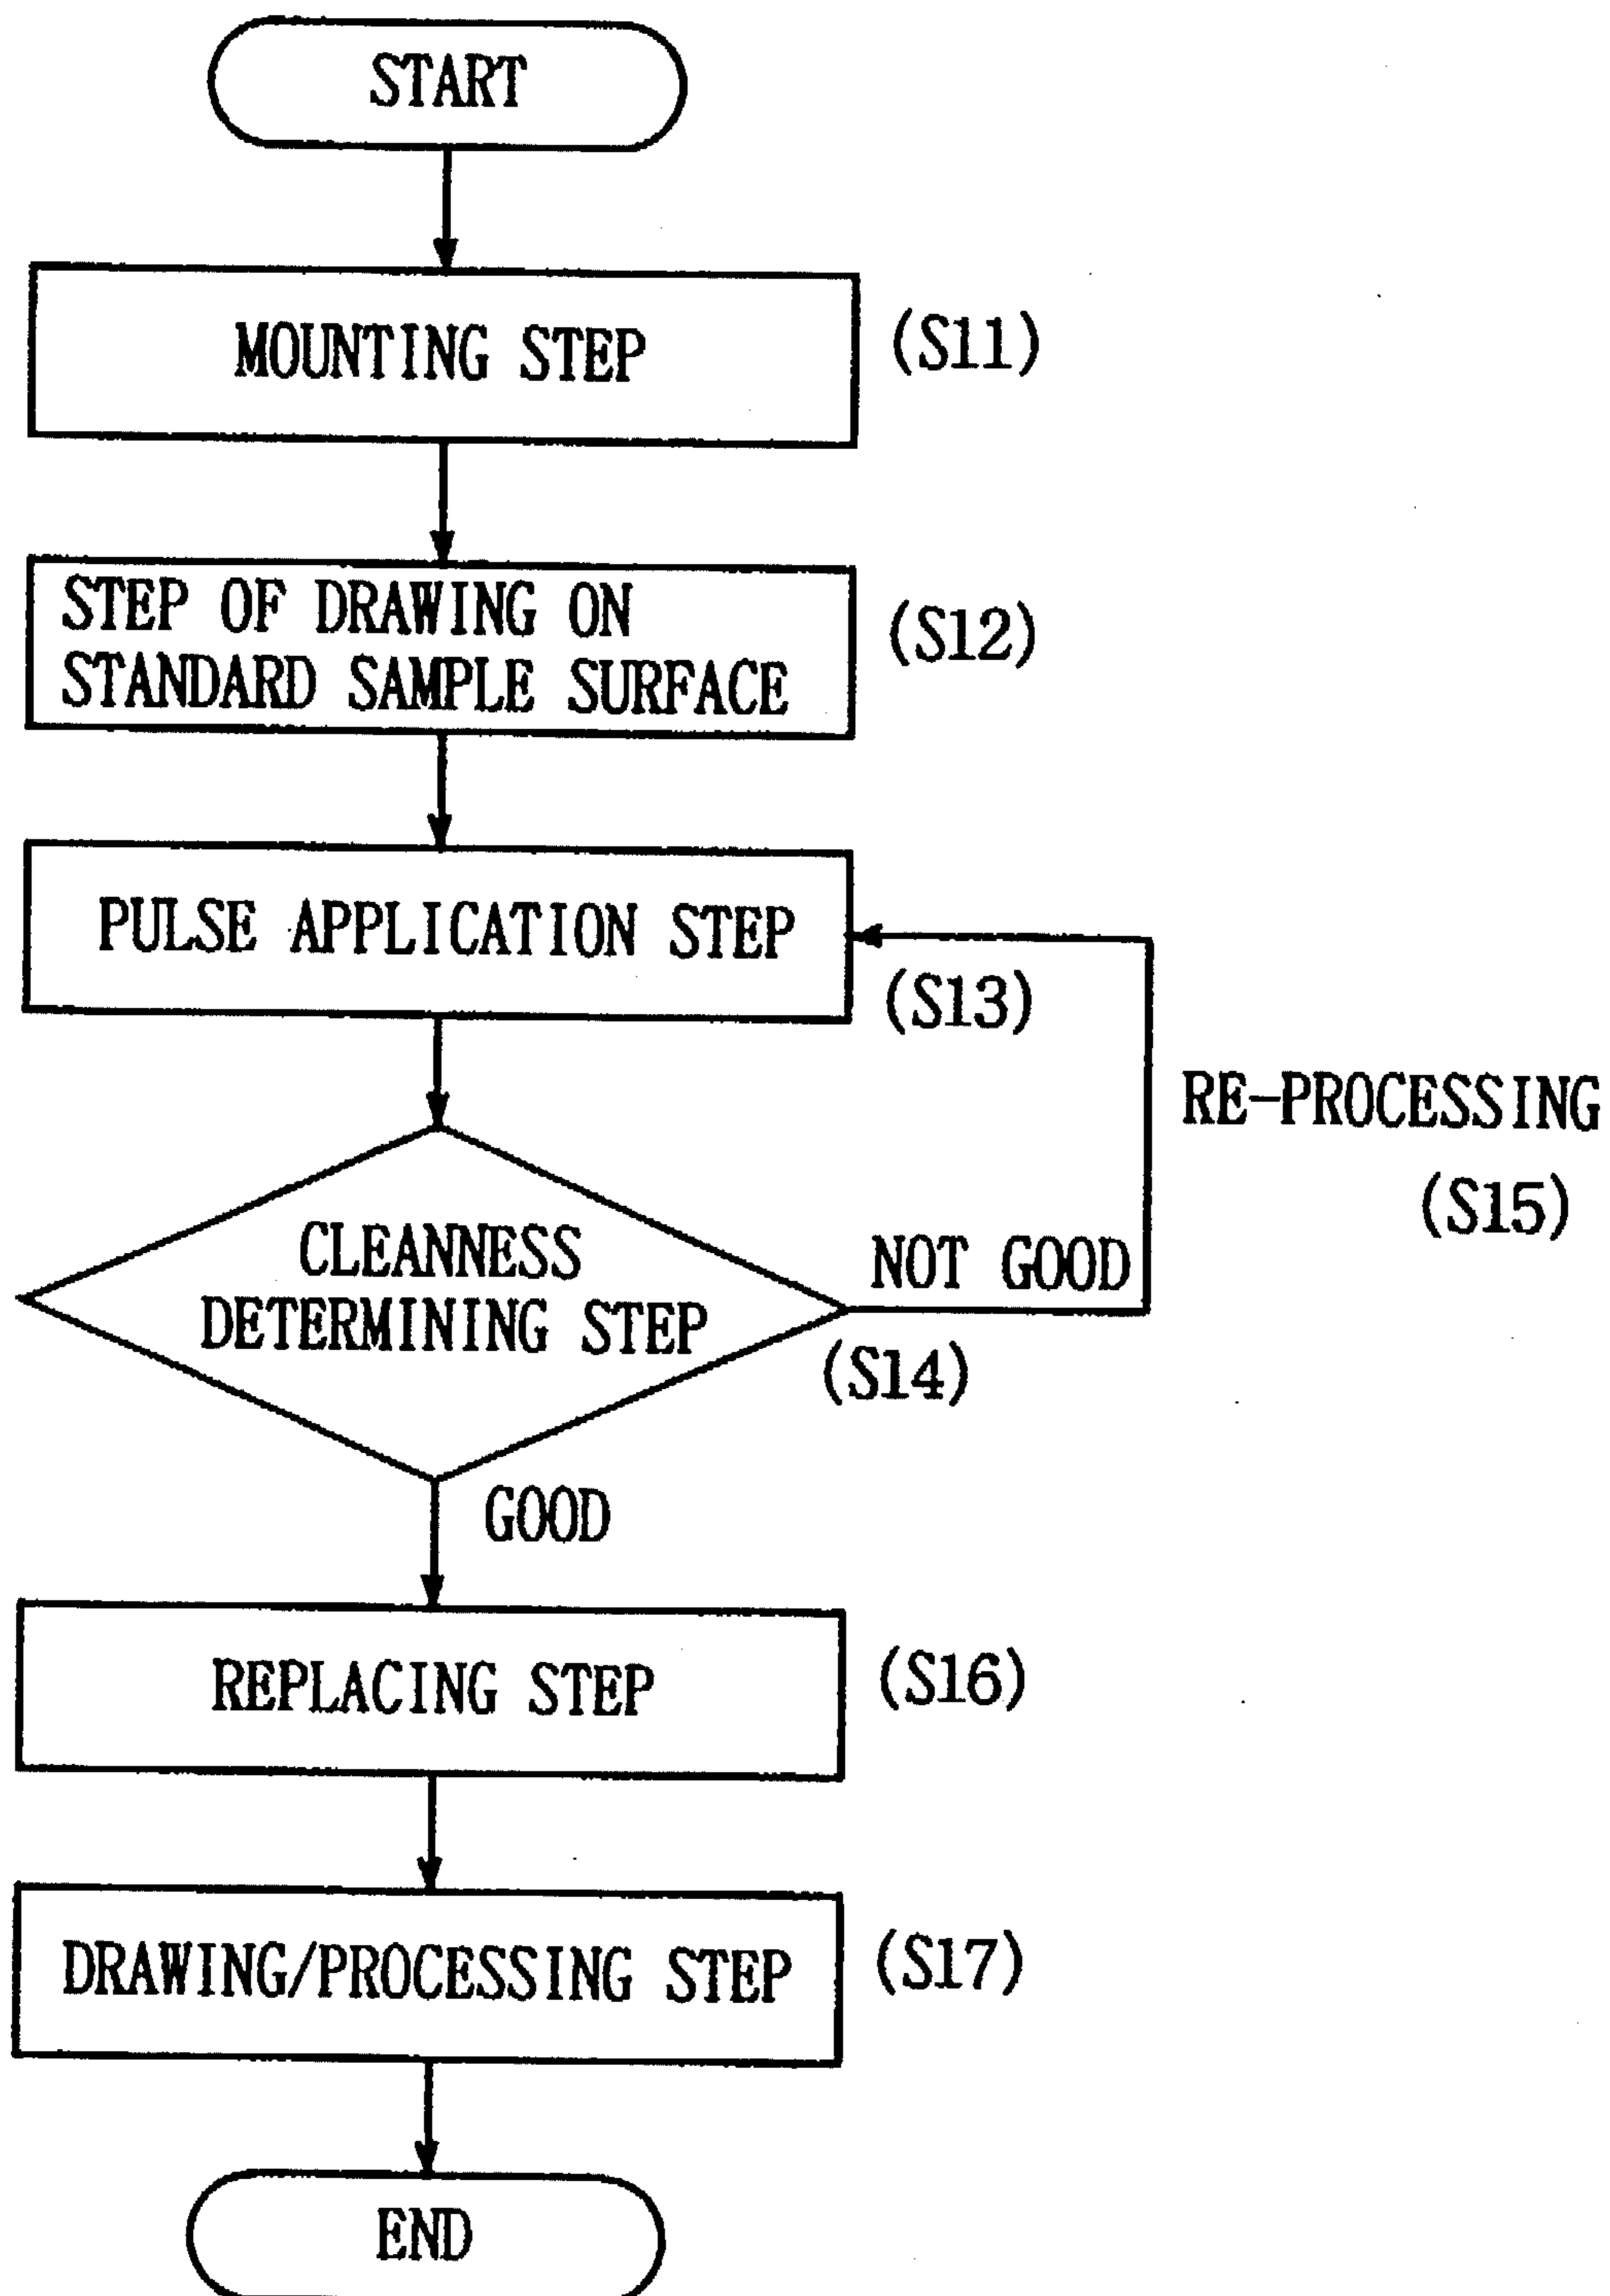 START
MOUNTING STEP
(S11)
STEP OF DRAWING ON
STANDARD SAMPLE SURFACE
(S12)
PULSE APPLICATION STEP
(S13)
RE-PROCESSING
(S15)
CLEANNESS
DETERMINING STEP
NOT GOOD
(S14)
GOOD
REPLACING STEP
(S16)
DRAWING/PROCESSING STEP
(S17)
END